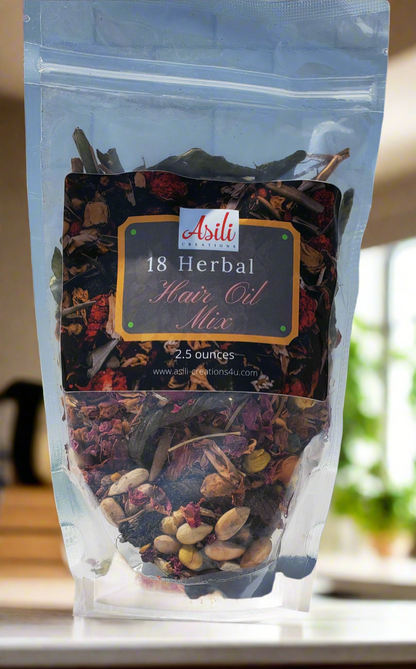 Asili
CREATIONS
18 Herbal
Hair Oil
Mix
2.5 ounces
www.asili-creations4u.com